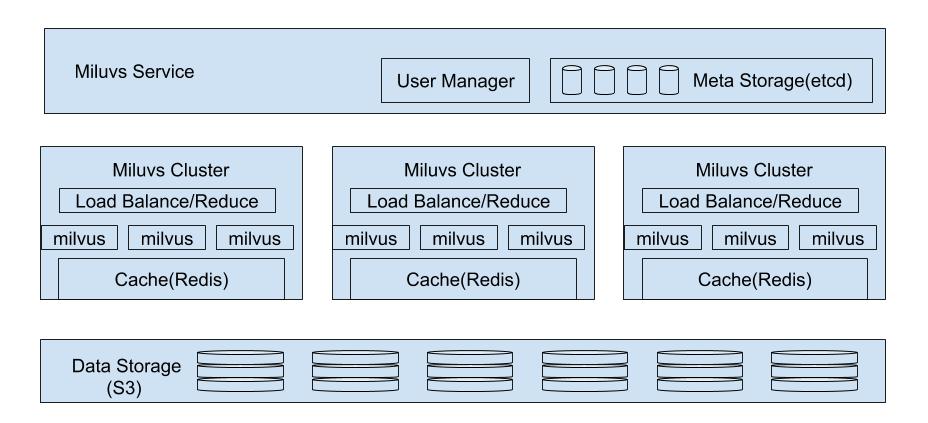 Miluvs Service
User Manager
Meta Storage(etcd)
Miluvs Cluster
Load Balance/Reduce
milvus milvus milvus
Cache(Redis)
Miluvs Cluster
Load Balance/Reduce
milvus milvus milvus
Cache(Redis)
Miluvs Cluster
Load Balance/Reduce
milvus milvus milvus
Cache(Redis)
Data Storage
(S3)